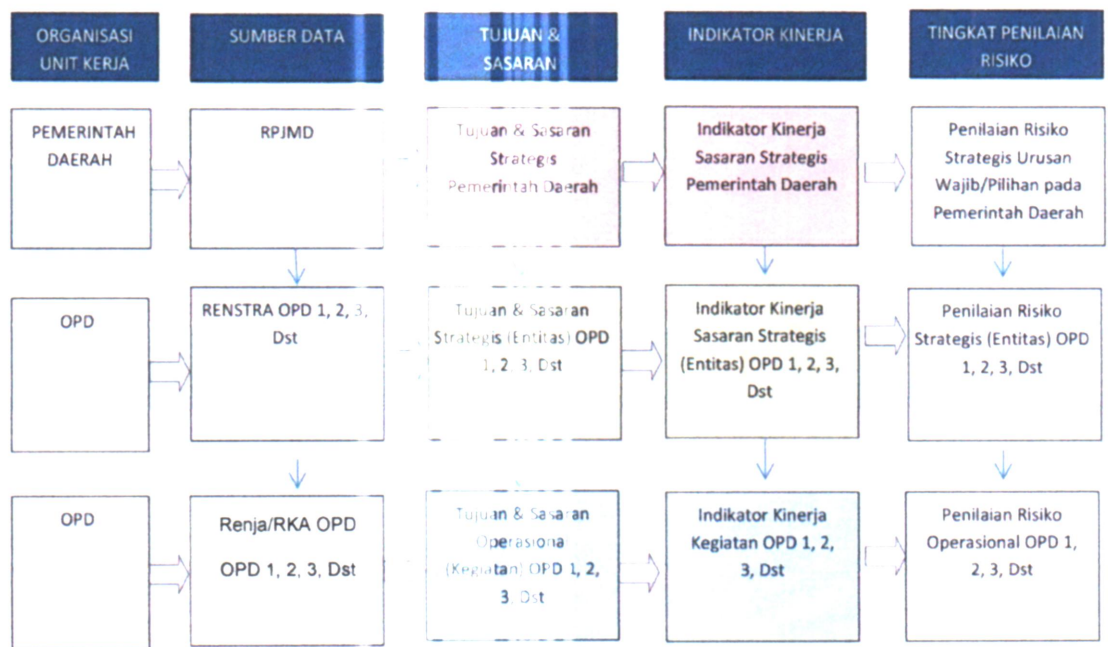 ORGANISASI
UNIT KERJA
SUMBER DATA
TUJUAN &
SASARAN
INDIKATOR KINERJA
TINGKAT PENILAIAN
RISIKO
PEMERINTAH
DAERAH
RPJMD
Tujuan & Sasaran
Strategis
Pemerintah Daerah
Indikator Kinerja
Sasaran Strategis
Pemerintah Daerah
Penilaian Risiko
Strategis Urusan
Wajib/Pilihan pada
Pemerintah Daerah
OPD
RENSTRA OPD 1, 2, 3,
Dst
Tujuan & Sasaran
Strategis (Entitas) OPD
1, 2, 3, Dst
Indikator Kinerja
Sasaran Strategis
(Entitas) OPD 1, 2, 3,
Dst
Penilaian Risiko
Strategis (Entitas) OPD
1, 2, 3, Dst
OPD
Renja/RKA OPD
OPD 1, 2, 3, Dst
Tujuan & Sasaran
Operasiona
(Kegiatan) OPD 1, 2,
3, Dst
Indikator Kinerja
Kegiatan OPD 1, 2,
3, Dst
Penilaian Risiko
Operasional OPD 1,
2, 3, Dst